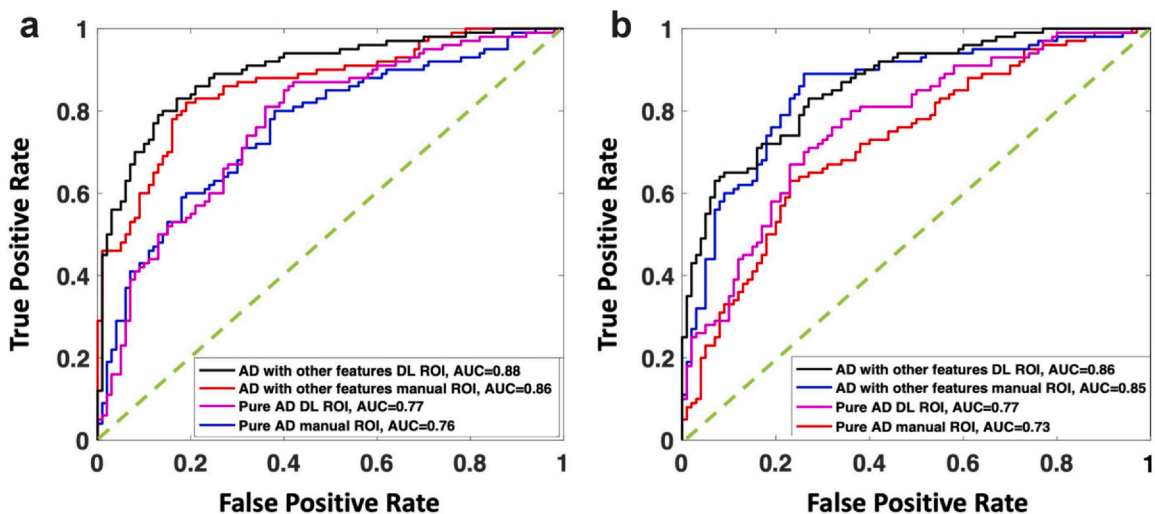 a
True Positive Rate
1
0.8
0.6
0.4
0.2
0
0 0.2 0.4 0.6 0.8 1
False Positive Rate
AD with other features DL ROI, AUC=0.88
AD with other features manual ROI, AUC=0.86
Pure AD DL ROI, AUC=0.77
Pure AD manual ROI, AUC=0.76
b
True Positive Rate
1
0.8
0.6
0.4
0.2
0
0 0.2 0.4 0.6 0.8 1
False Positive Rate
AD with other features DL ROI, AUC=0.86
AD with other features manual ROI, AUC=0.85
Pure AD DL ROI, AUC=0.77
Pure AD manual ROI, AUC=0.73